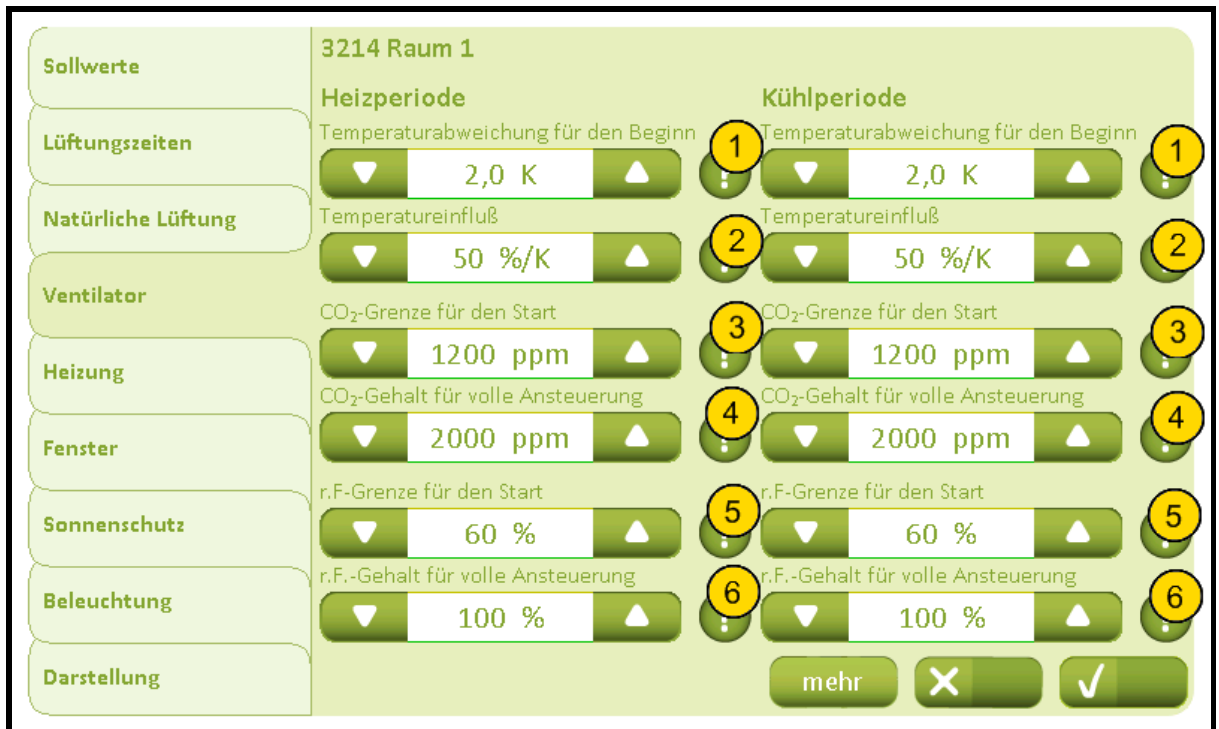 Sollwerte
Lüftungszeiten
Natürliche Lüftung
Ventilator
Heizung
Fenster
Sonnenschutz
Beleuchtung
Darstellung
3214 Raum 1
Heizperiode
Temperaturabweichung für den Beginn
2,0 K
1
Temperatureinfluß
50 %/K
2
CO₂-Grenze für den Start
1200 ppm
3
CO₂-Gehalt für volle Ansteuerung
2000 ppm
4
r.F-Grenze für den Start
60 %
5
r.F.-Gehalt für volle Ansteuerung
100 %
6
Kühlperiode
Temperaturabweichung für den Beginn
2,0 K
1
Temperatureinfluß
50 %/K
2
CO₂-Grenze für den Start
1200 ppm
3
CO₂-Gehalt für volle Ansteuerung
2000 ppm
4
r.F-Grenze für den Start
60 %
5
r.F.-Gehalt für volle Ansteuerung
100 %
6
mehr